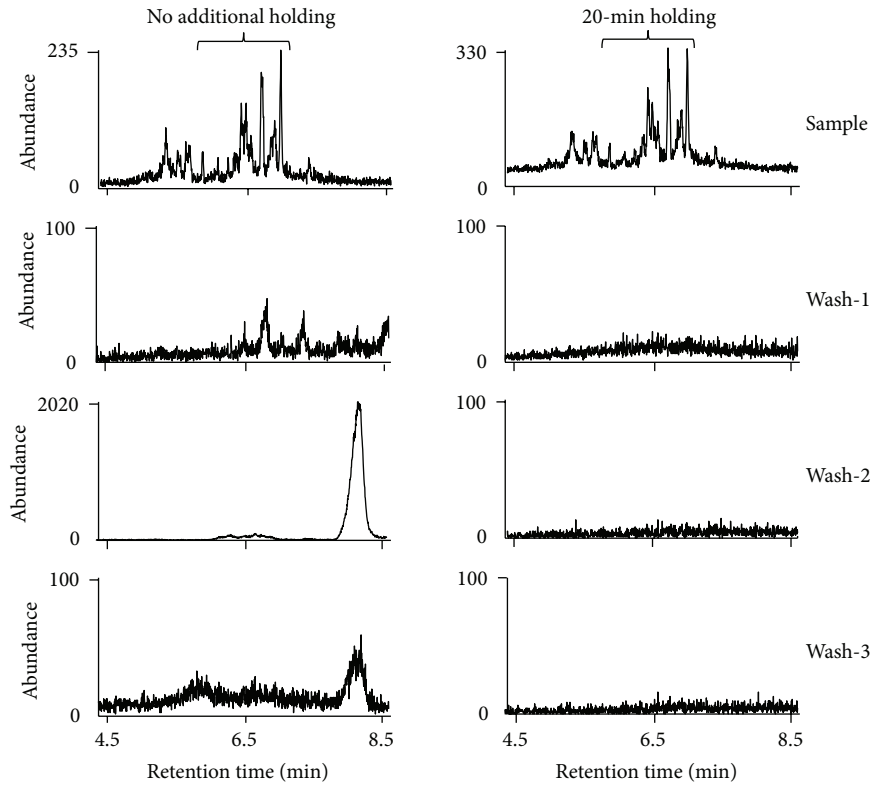 No additional holding
20-min holding
235
Abundance
0
330
0
Sample
100
Abundance
0
100
0
Wash-1
2020
Abundance
0
100
0
Wash-2
100
Abundance
0
100
0
Wash-3
4.5 6.5 8.5
Retention time (min)
4.5 6.5 8.5
Retention time (min)